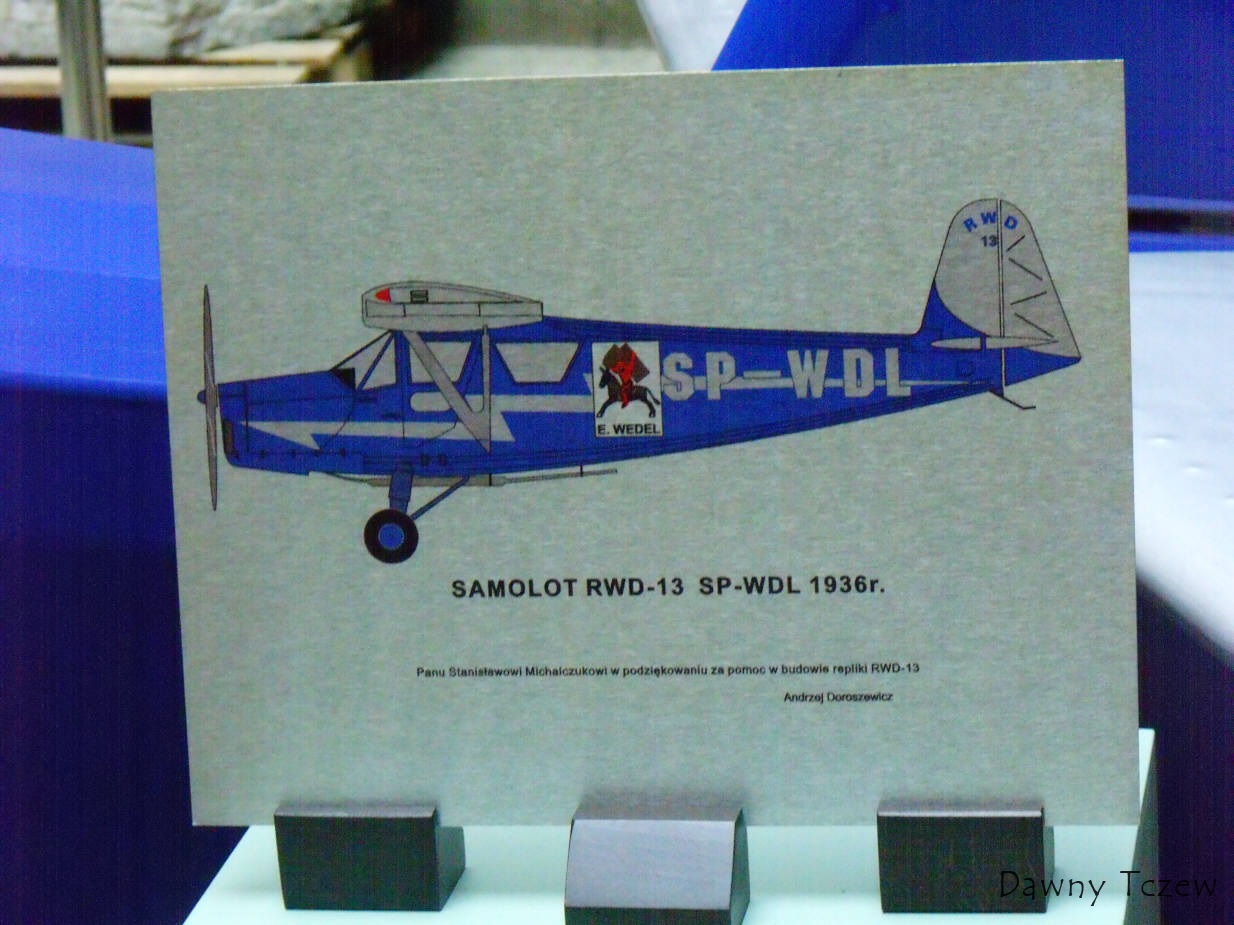 RWD
13
SP-WDL
E. WEDEL
SAMOLOT RWD-13 SP-WDL 1936r.
Panu Stanisławowi Michalczukowi w podziękowaniu za pomoc w budowie repliki RWD-13
Andrzej Doroszewicz
Dawny Tczew